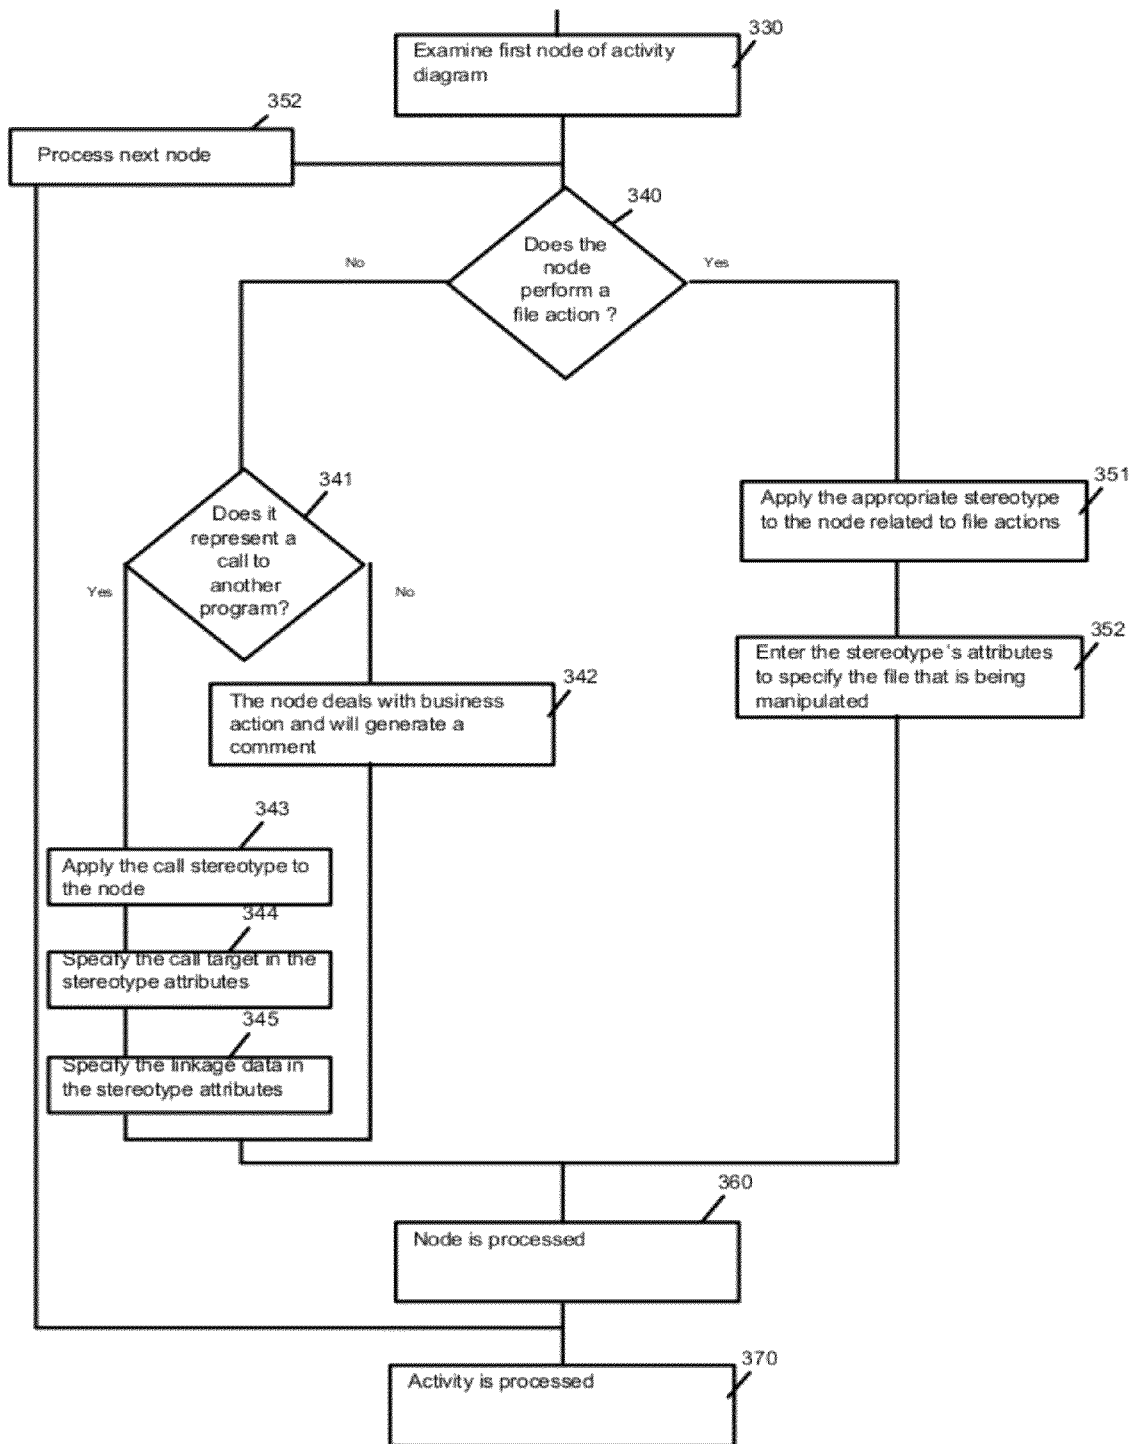 330
Examine first node of activity
diagram
352
Process next node
340
Does the
node
perform a
file action ?
No
Yes
341
Does it
represent a
call to
another
program?
Yes
No
351
Apply the appropriate stereotype
to the node related to file actions
352
Enter the stereotype's attributes
to specify the file that is being
manipulated
342
The node deals with business
action and will generate a
comment
343
Apply the call stereotype to
the node
344
Specify the call target in the
stereotype attributes
345
Specify the linkage data in
the stereotype attributes
360
Node is processed
370
Activity is processed